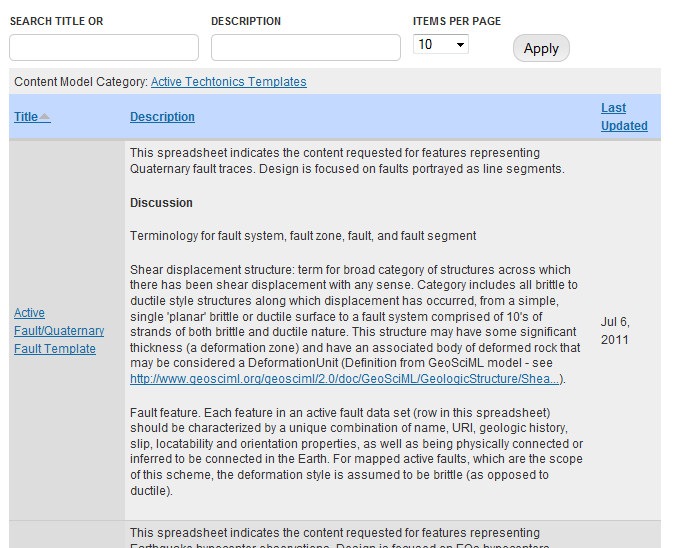 SEARCH TITLE OR DESCRIPTION ITEMS PER PAGE
10 Apply
Content Model Category: Active Techtonics Templates
Title Description Last Updated
This spreadsheet indicates the content requested for features representing
Quaternary fault traces. Design is focused on faults portrayed as line segments.
Discussion
Terminology for fault system, fault zone, fault, and fault segment
Shear displacement structure: term for broad category of structures across which
there has been shear displacement with any sense. Category includes all brittle to
ductile style structures along which displacement has occurred, from a simple,
single 'planar' brittle or ductile surface to a fault system comprised of 10's of
strands of both brittle and ductile nature. This structure may have some significant
thickness (a deformation zone) and have an associated body of deformed rock that
may be considered a DeformationUnit (Definition from GeoSciML model - see
http://www.geosciml.org/geosciml/2.0/doc/GeoSciML/GeologicStructure/Shea...).
Fault feature. Each feature in an active fault data set (row in this spreadsheet)
should be characterized by a unique combination of name, URI, geologic history,
slip, locatability and orientation properties, as well as being physically connected or
inferred to be connected in the Earth. For mapped active faults, which are the scope
of this scheme, the deformation style is assumed to be brittle (as opposed to
ductile).
Active
Fault/Quaternary
Fault Template
Jul 6,
2011
This spreadsheet indicates the content requested for features representing
Earthquake hypocenter observations. Design is focused on EQs hypocenters